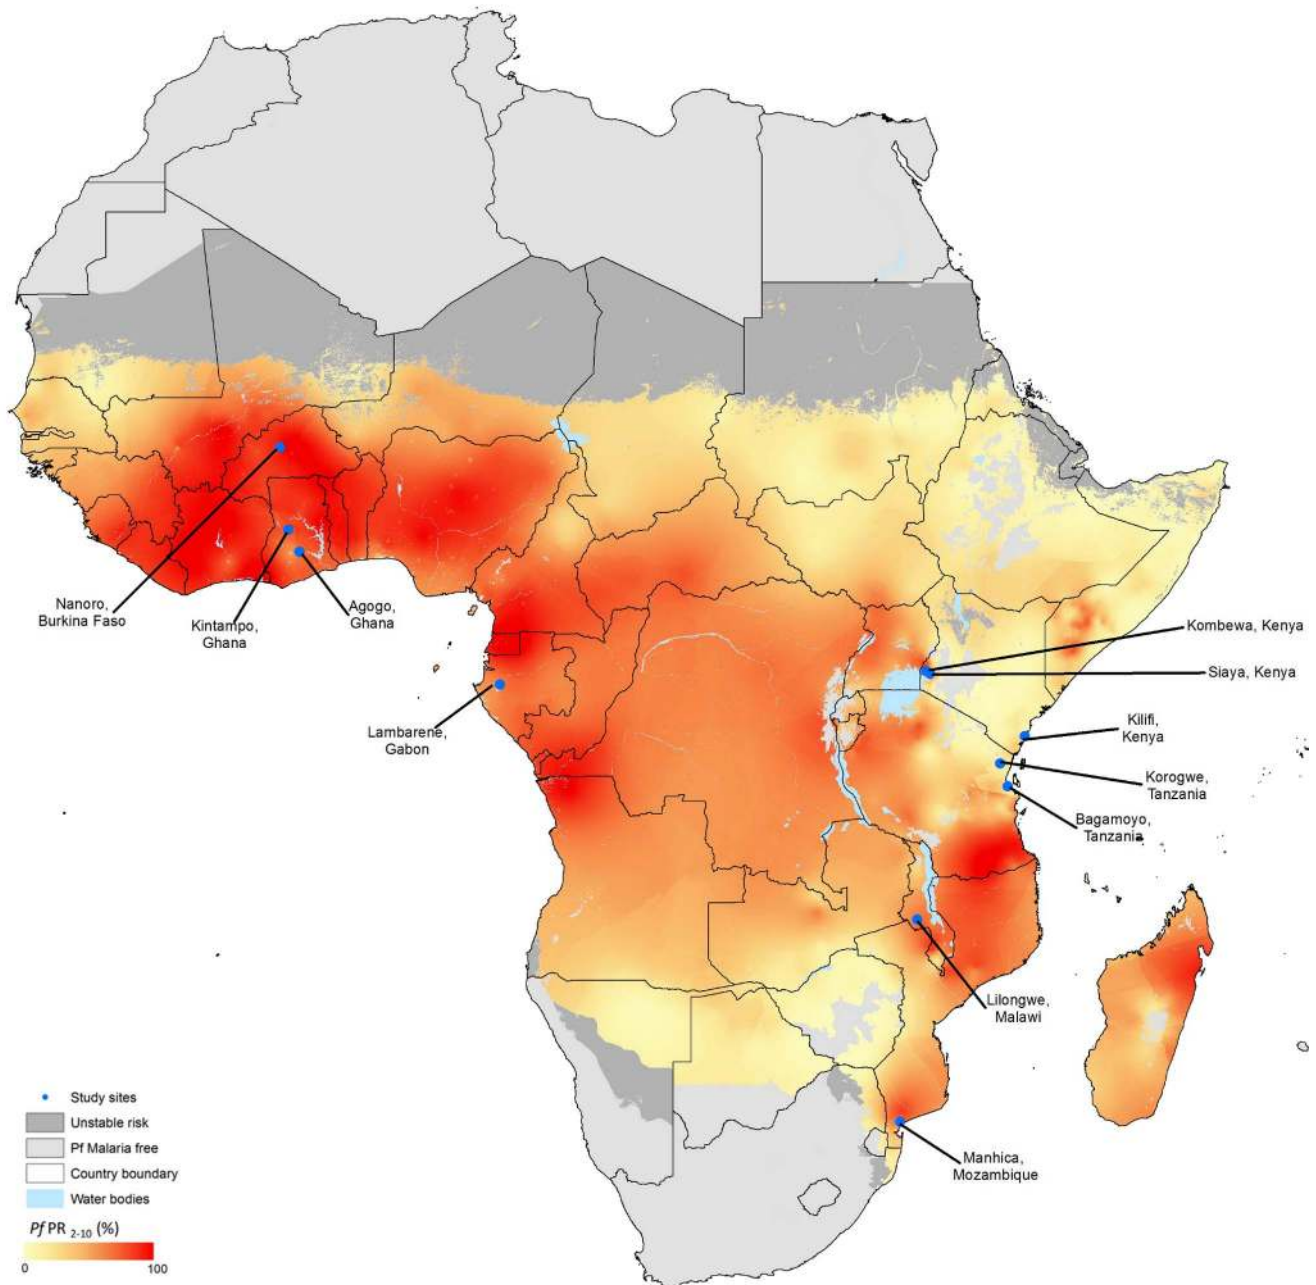 Nanoro,
Burkina Faso
Kintampo,
Ghana
Agogo,
Ghana
Lambarene,
Gabon
Kombewa, Kenya
Siaya, Kenya
Kilifi,
Kenya
Korogwe,
Tanzania
Bagamoyo,
Tanzania
Lilongwe,
Malawi
Manhica,
Mozambique
Study sites
Unstable risk
Pf Malaria free
Country boundary
Water bodies
Pf PR 2-10 (%)
0 100